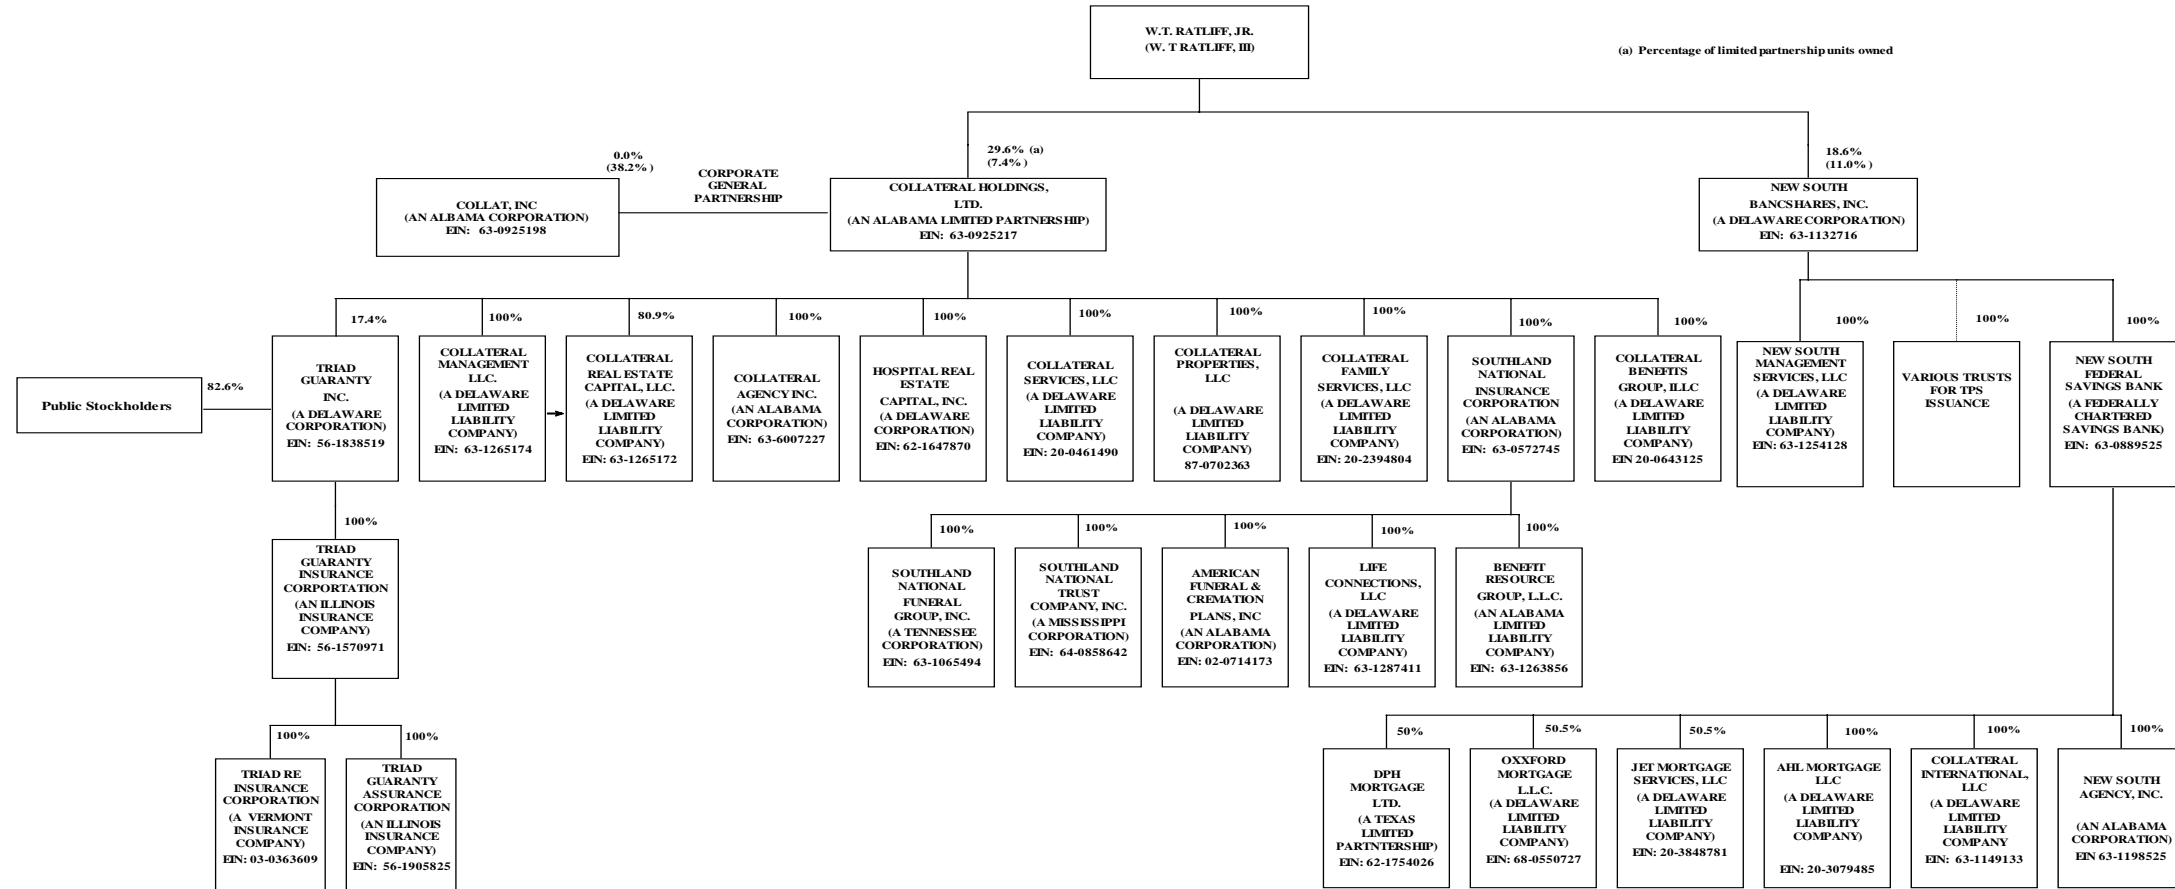 W.T. RATLIFF, JR.
(W. T RATLIFF, III)
(a) Percentage of limited partnership units owned
0.0%
(38.2% )
CORPORATE
GENERAL
PARTNERSHIP
29.6% (a)
(7.4% )
18.6%
(11.0% )
COLLAT, INC
(AN ALBAMA CORPORATION)
EIN: 63-0925198
COLLATERAL HOLDINGS,
LTD.
(AN ALABAMA LIMITED PARTNERSHIP)
EIN: 63-0925217
NEW SOUTH
BANCSHARES, INC.
(A DELAWARE CORPORATION)
EIN: 63-1132716
Public Stockholders
82.6%
17.4%
TRIAD
GUARANTY
INC.
(A DELAWARE
CORPORATION)
EIN: 56-1838519
100%
COLLATERAL
MANAGEMENT
LLC.
(A DELAWARE
LIMITED
LIABILITY
COMPANY)
EIN: 63-1265174
80.9%
COLLATERAL
REAL ESTATE
CAPITAL, LLC.
(A DELAWARE
LIMITED
LIABILITY
COMPANY)
EIN: 63-1265172
100%
COLLATERAL
AGENCY INC.
(AN ALABAMA
CORPORATION)
EIN: 63-6007227
100%
HOSPITAL REAL
ESTATE
CAPITAL, INC.
(A DELAWARE
CORPORATION)
EIN: 62-1647870
100%
COLLATERAL
SERVICES, LLC
(A DELAWARE
LIMITED
LIABILITY
COMPANY)
EIN: 20-0461490
100%
COLLATERAL
PROPERTIES,
LLC
(A DELAWARE
LIMITED
LIABILITY
COMPANY)
87-0702363
100%
COLLATERAL
FAMILY
SERVICES, LLC
(A DELAWARE
LIMITED
LIABILITY
COMPANY)
EIN: 20-2394804
100%
SOUTHLAND
NATIONAL
INSURANCE
CORPORATION
(AN ALABAMA
CORPORATION)
EIN: 63-0572745
100%
COLLATERAL
BENEFITS
GROUP, ILLC
(A DELAWARE
LIMITED
LIABILITY
COMPANY)
EIN 20-0643125
100%
NEW SOUTH
MANAGEMENT
SERVICES, LLC
(A DELAWARE
LIMITED
LIABILITY
COMPANY)
EIN: 63-1254128
100%
VARIOUS TRUSTS
FOR TPS
ISSUANCE
100%
NEW SOUTH
FEDERAL
SAVINGS BANK
(A FEDERALLY
CHARTERED
SAVINGS BANK)
EIN: 63-0889525
100%
TRIAD
GUARANTY
INSURANCE
CORPORTATION
(AN ILLINOIS
INSURANCE
COMPANY)
EIN: 56-1570971
100%
SOUTHLAND
NATIONAL
FUNERAL
GROUP, INC.
(A TENNESSEE
CORPORATION)
EIN: 63-1065494
100%
SOUTHLAND
NATIONAL
TRUST
COMPANY, INC.
(A MISSISSIPPI
CORPORATION)
EIN: 64-0858642
100%
AMERICAN
FUNERAL &
CREMATION
PLANS, INC
(AN ALABAMA
CORPORATION)
EIN: 02-0714173
100%
LIFE
CONNECTIONS,
LLC
(A DELAWARE
LIMITED
LIABILITY
COMPANY)
EIN: 63-1287411
100%
BENEFIT
RESOURCE
GROUP, L.L.C.
(AN ALABAMA
LIMITED
LIABILITY
COMPANY)
EIN: 63-1263856
100%
TRIAD RE
INSURANCE
CORPORATION
(A VERMONT
INSURANCE
COMPANY)
EIN: 03-0363609
100%
TRIAD
GUARANTY
ASSURANCE
CORPORATION
(AN ILLINOIS
INSURANCE
COMPANY)
EIN: 56-1905825
50%
DPH
MORTGAGE
LTD.
(A TEXAS
LIMITED
PARTNTERSHIP)
EIN: 62-1754026
50.5%
OXXFORD
MORTGAGE
L.L.C.
(A DELAWARE
LIMITED
LIABILITY
COMPANY)
EIN: 68-0550727
50.5%
JET MORTGAGE
SERVICES, LLC
(A DELAWARE
LIMITED
LIABILITY
COMPANY)
EIN: 20-3848781
100%
AHL MORTGAGE
LLC
(A DELAWARE
LIMITED
LIABILITY
COMPANY)
EIN: 20-3079485
100%
COLLATERAL
INTERNATIONAL,
LLC
(A DELAWARE
LIMITED
LIABILITY
COMPANY
EIN: 63-1149133
100%
NEW SOUTH
AGENCY, INC.
(AN ALABAMA
CORPORATION)
EIN 63-1198525